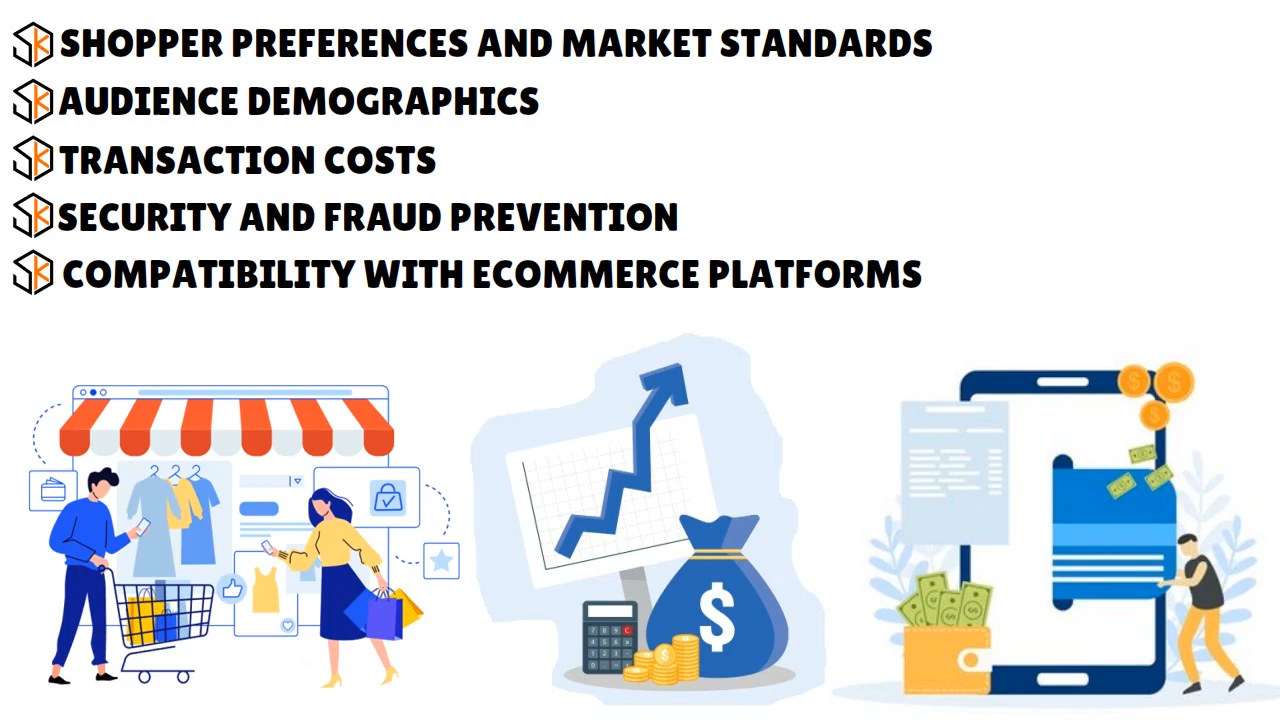 SHOPPER PREFERENCES AND MARKET STANDARDS
AUDIENCE DEMOGRAPHICS
TRANSACTION COSTS
SECURITY AND FRAUD PREVENTION
COMPATIBILITY WITH ECOMMERCE PLATFORMS